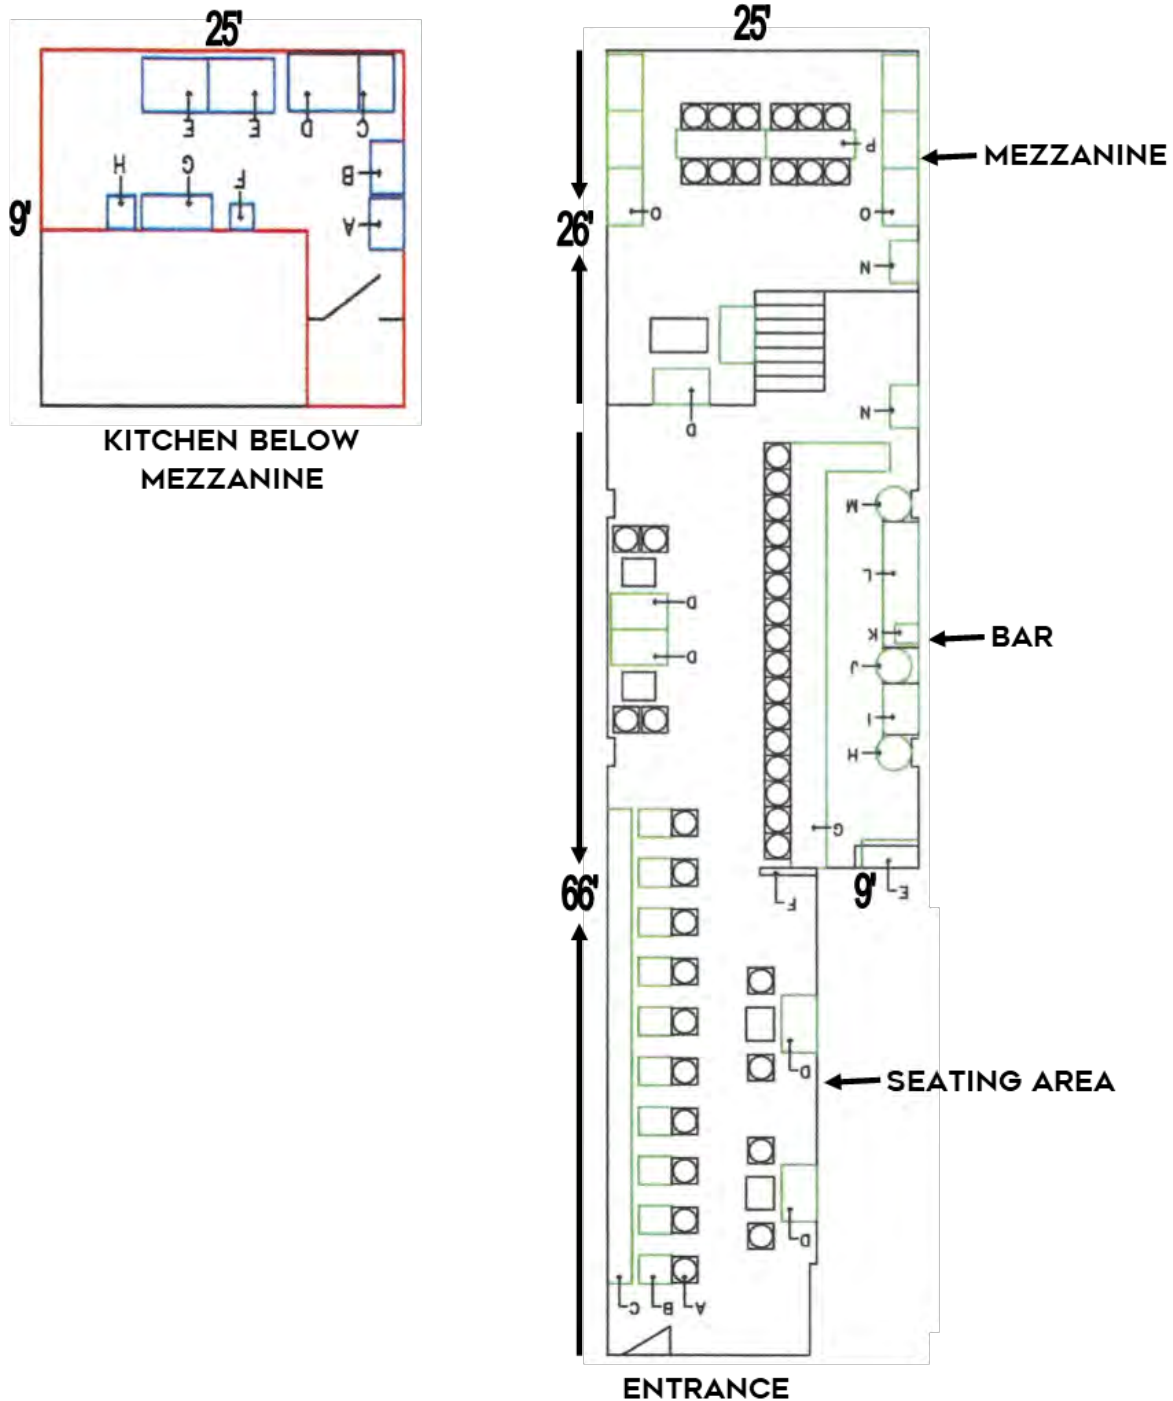 25'
E E D C
H G F B
9' A
KITCHEN BELOW
MEZZANINE
25'
P
MEZZANINE
O O
26'
N
N
D
M
D L
K
BAR
D J
I
H
G
66'
F 9' E
D
SEATING AREA
D
C B A
ENTRANCE